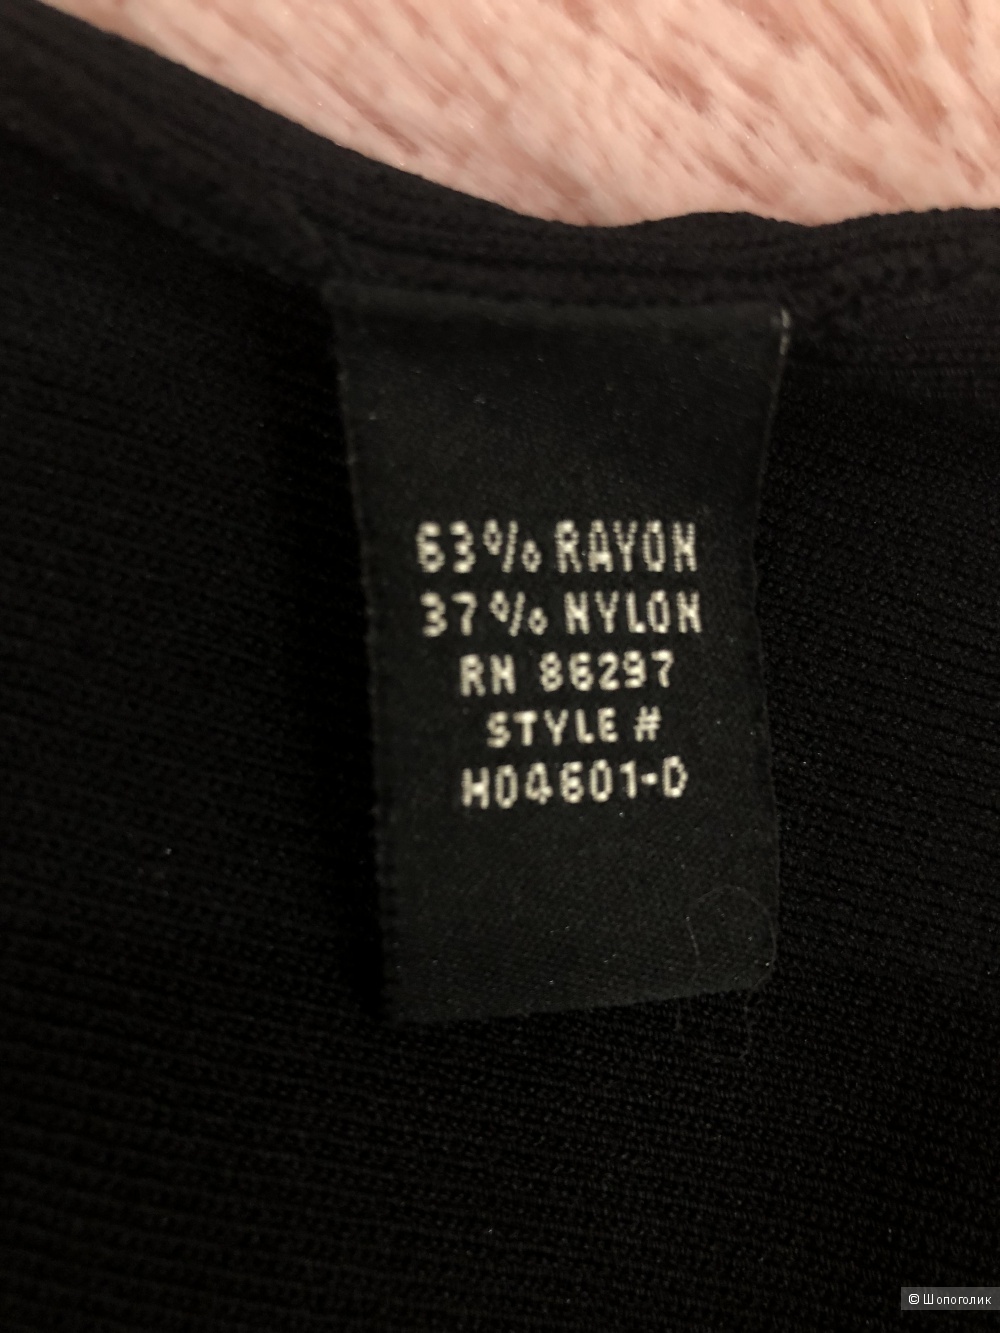 63% RAYON
37% NYLON
RN 86297
STYLE #
H04601-D
© Шопоголик